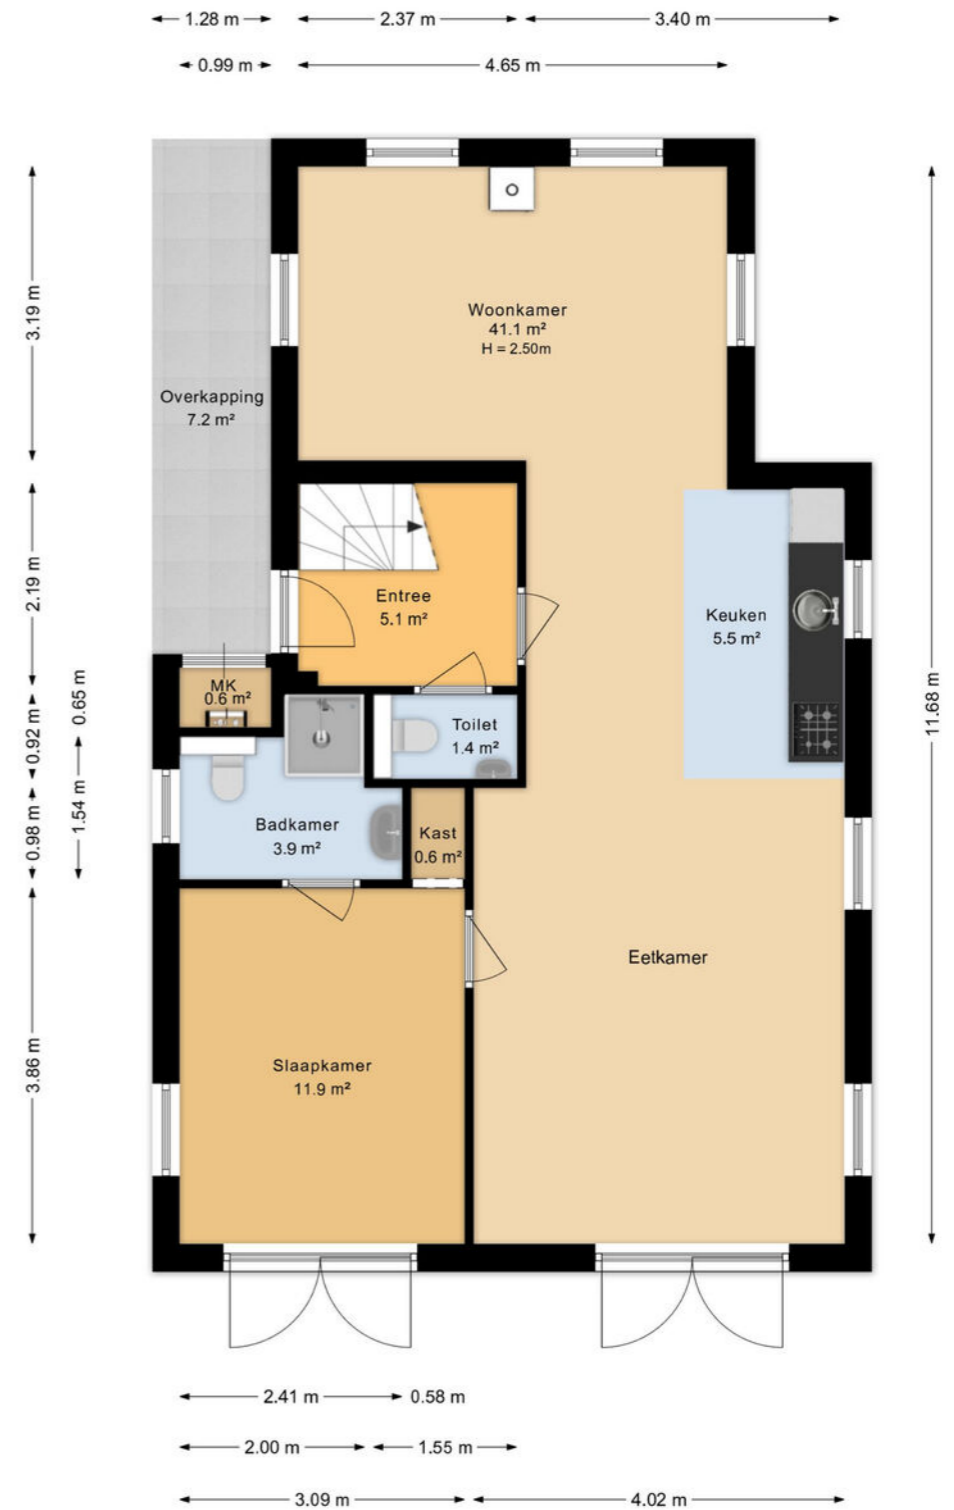 1.28 m
2.37 m
3.40 m
0.99 m
4.65 m
3.19 m
Woonkamer
41.1 m²
H = 2.50m
Overkapping
7.2 m²
2.19 m
Entree
5.1 m²
Keuken
5.5 m²
11.68 m
MK
0.6 m²
0.65 m
0.92 m
Toilet
1.4 m²
1.54 m
0.98 m
Badkamer
3.9 m²
Kast
0.6 m²
Eetkamer
3.86 m
Slaapkamer
11.9 m²
2.41 m
0.58 m
2.00 m
1.55 m
3.09 m
4.02 m